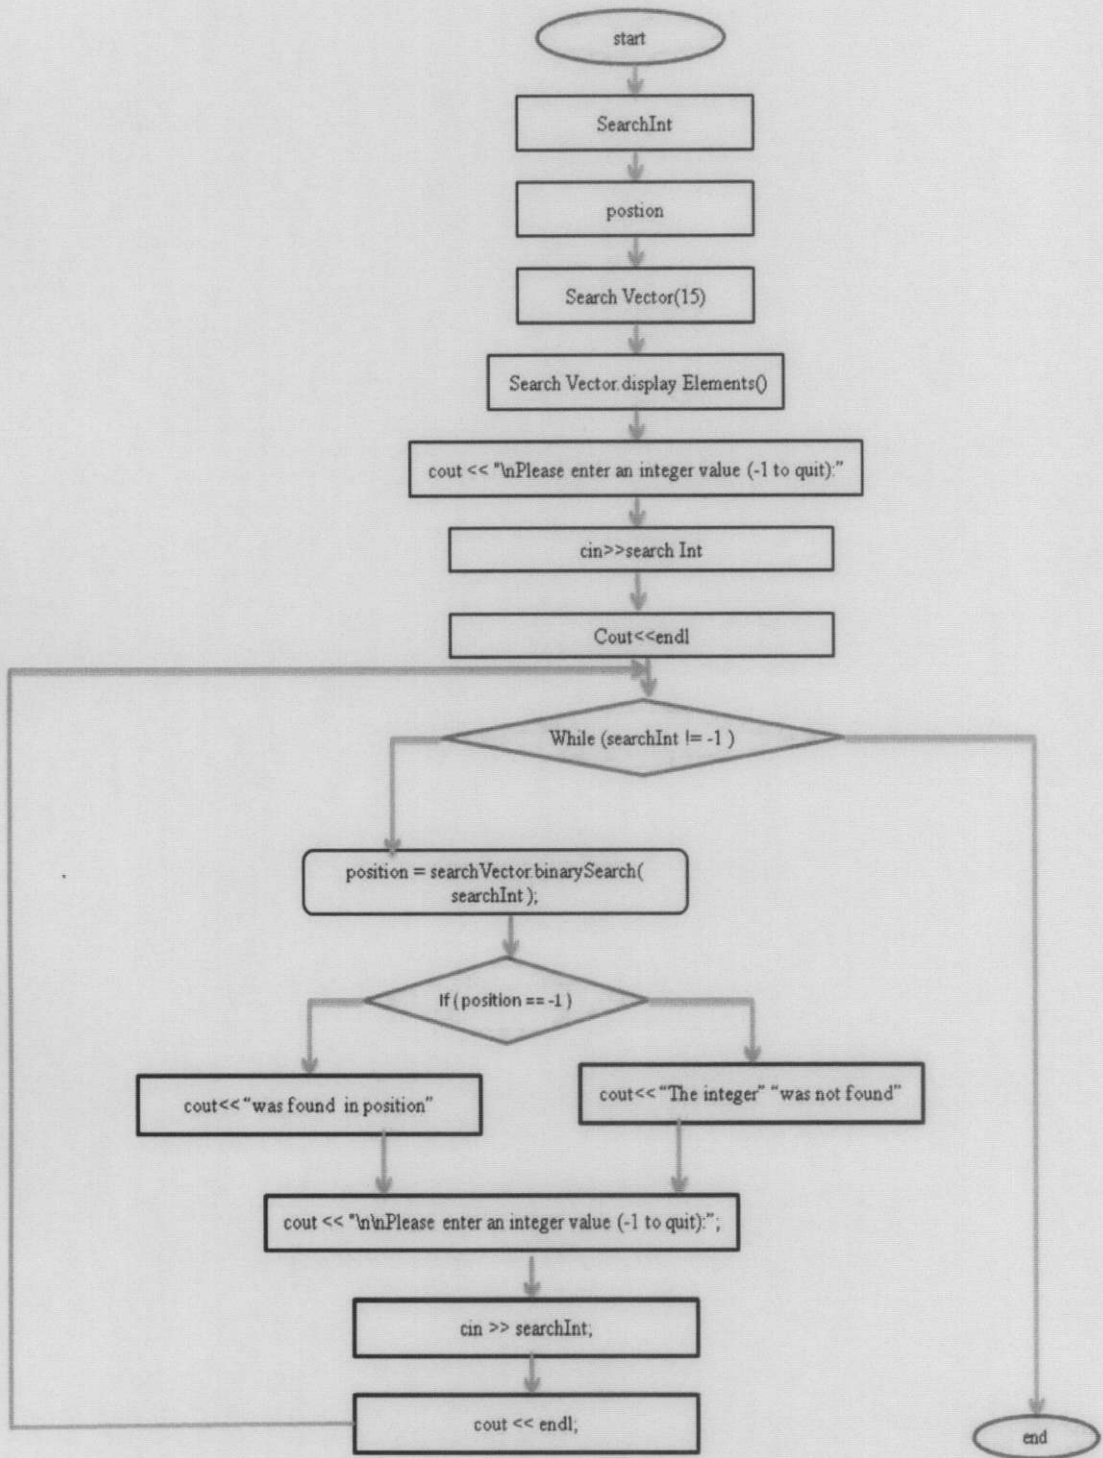 start
SearchInt
postion
Search Vector(15)
Search Vector.display Elements()
cout << "\nPlease enter an integer value (-1 to quit):"
cin>>search Int
Cout<<endl
While (searchInt != -1 )
position = searchVector.binarySearch(
searchInt );
If ( position == -1 )
cout<< "was found in position"
cout<< "The integer" "was not found"
cout << "\n\nPlease enter an integer value (-1 to quit):";
cin >> searchInt;
cout << endl;
end